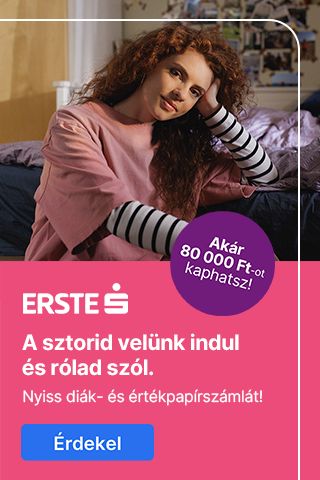 Akár
80 000 Ft-ot
kaphatsz!
ERSTE
A sztorid velünk indul
és rólad szól.
Nyiss diák- és értékpapírszámlát!
Érdekel